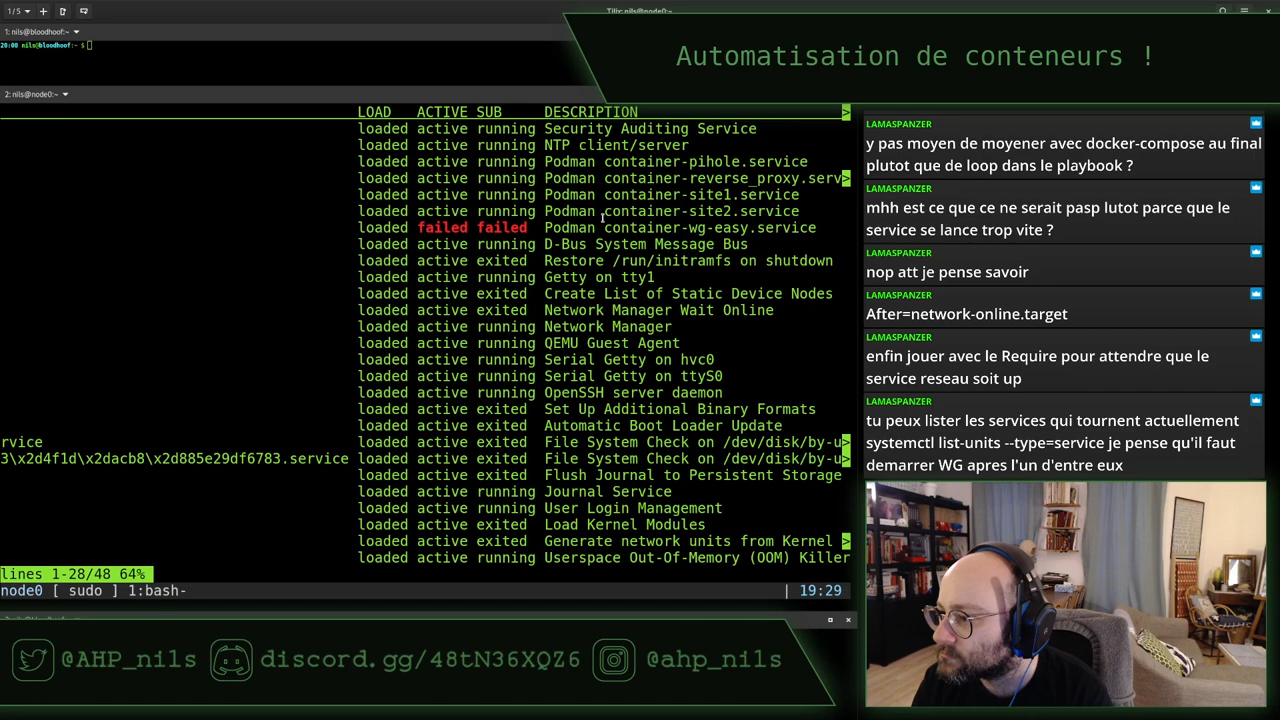 1/5
Tilix: nils@node0:~
1: nils@bloodhoof:~
20:00 nils@bloodhoof:~ $
Automatisation de conteneurs !
2: nils@node0:~
LOAD ACTIVE SUB DESCRIPTION >
loaded active running Security Auditing Service
loaded active running NTP client/server
loaded active running Podman container-pihole.service
loaded active running Podman container-reverse_proxy.serv>
loaded active running Podman container-site1.service
loaded active running Podman container-site2.service
loaded failed failed Podman container-wg-easy.service
loaded active running D-Bus System Message Bus
loaded active exited Restore /run/initramfs on shutdown
loaded active running Getty on tty1
loaded active exited Create List of Static Device Nodes
loaded active exited Network Manager Wait Online
loaded active running Network Manager
loaded active running QEMU Guest Agent
loaded active running Serial Getty on hvc0
loaded active running Serial Getty on ttyS0
loaded active running OpenSSH server daemon
loaded active exited Set Up Additional Binary Formats
loaded active exited Automatic Boot Loader Update
rvice loaded active exited File System Check on /dev/disk/by-u>
3\x2d4f1d\x2dacb8\x2d885e29df6783.service loaded active exited File System Check on /dev/disk/by-u>
loaded active exited Flush Journal to Persistent Storage
loaded active running Journal Service
loaded active running User Login Management
loaded active exited Load Kernel Modules
loaded active exited Generate network units from Kernel >
loaded active running Userspace Out-Of-Memory (OOM) Killer
lines 1-28/48 64%
node0 [ sudo ] 1:bash- | 19:29
LAMASPANZER
y pas moyen de moyener avec docker-compose au final
plutot que de loop dans le playbook ?
LAMASPANZER
mhh est ce que ce ne serait pasp lutot parce que le
service se lance trop vite ?
LAMASPANZER
nop att je pense savoir
LAMASPANZER
After=network-online.target
LAMASPANZER
enfin jouer avec le Require pour attendre que le
service reseau soit up
LAMASPANZER
tu peux lister les services qui tournent actuellement
systemctl list-units --type=service je pense qu'il faut
demarrer WG apres l'un d'entre eux
@AHP_nils discord.gg/48tN36XQZ6 @ahp_nils